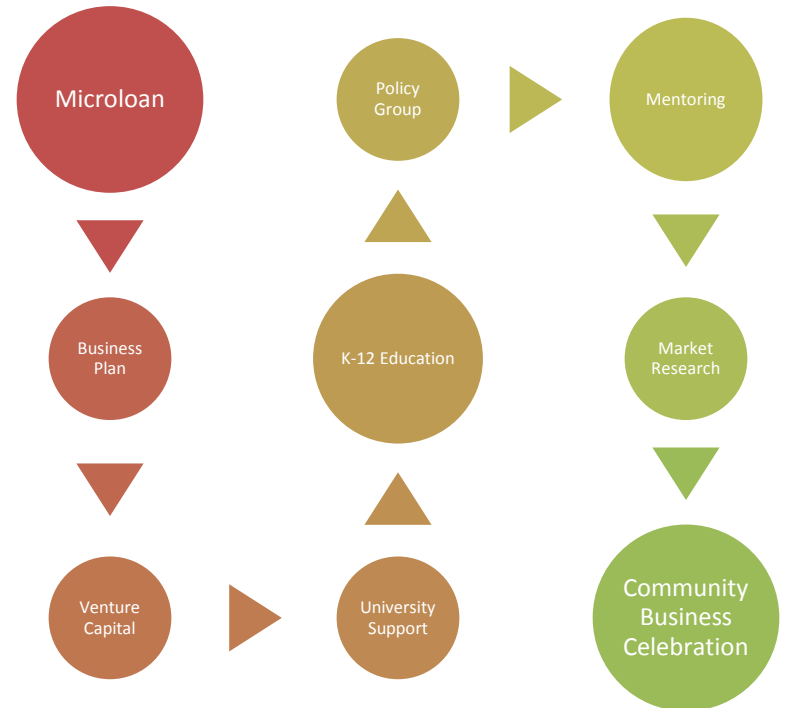 Microloan
Business
Plan
Venture
Capital
University
Support
K-12 Education
Policy
Group
Mentoring
Market
Research
Community
Business
Celebration